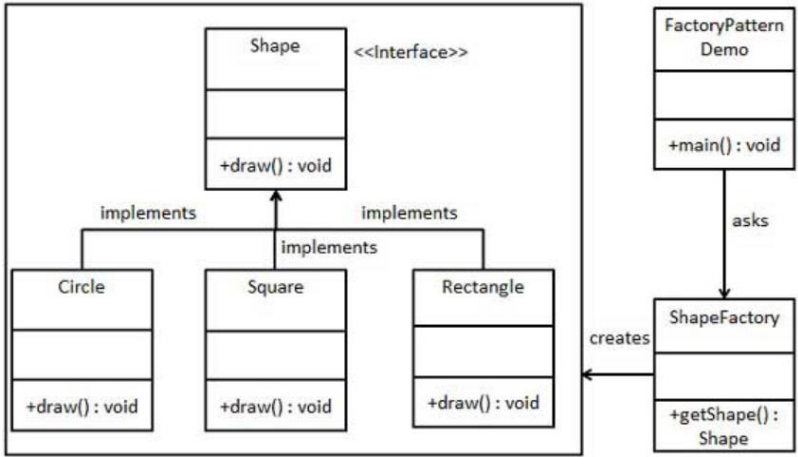 Shape
<<Interface>>
+draw() : void
implements
implements
implements
Circle
+draw() : void
Square
+draw() : void
Rectangle
+draw() : void
FactoryPattern
Demo
+main() : void
asks
ShapeFactory
creates
+getShape() :
Shape